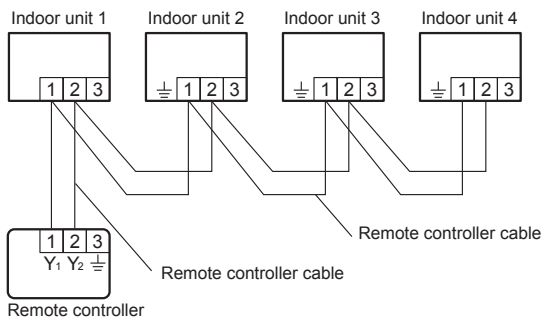 Indoor unit 1 Indoor unit 2 Indoor unit 3 Indoor unit 4
1 2 3 1 2 3 1 2 3 1 2 3
Remote controller cable
1 2 3
Y1 Y2
Remote controller cable
Remote controller